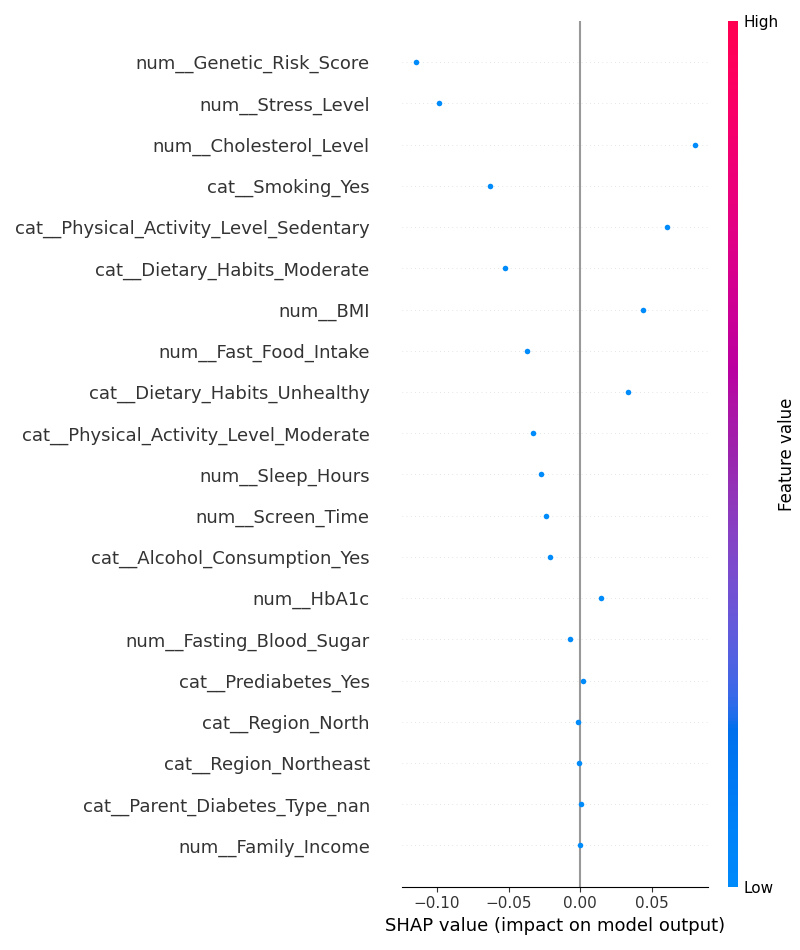 High
num__Genetic_Risk_Score
num__Stress_Level
num__Cholesterol_Level
cat__Smoking_Yes
cat__Physical_Activity_Level_Sedentary
cat__Dietary_Habits_Moderate
num__BMI
num__Fast_Food_Intake
cat__Dietary_Habits_Unhealthy
cat__Physical_Activity_Level_Moderate
num__Sleep_Hours
num__Screen_Time
cat__Alcohol_Consumption_Yes
num__HbA1c
num__Fasting_Blood_Sugar
cat__Prediabetes_Yes
cat__Region_North
cat__Region_Northeast
cat__Parent_Diabetes_Type_nan
num__Family_Income
Feature value
Low
−0.10 −0.05 0.00 0.05
SHAP value (impact on model output)